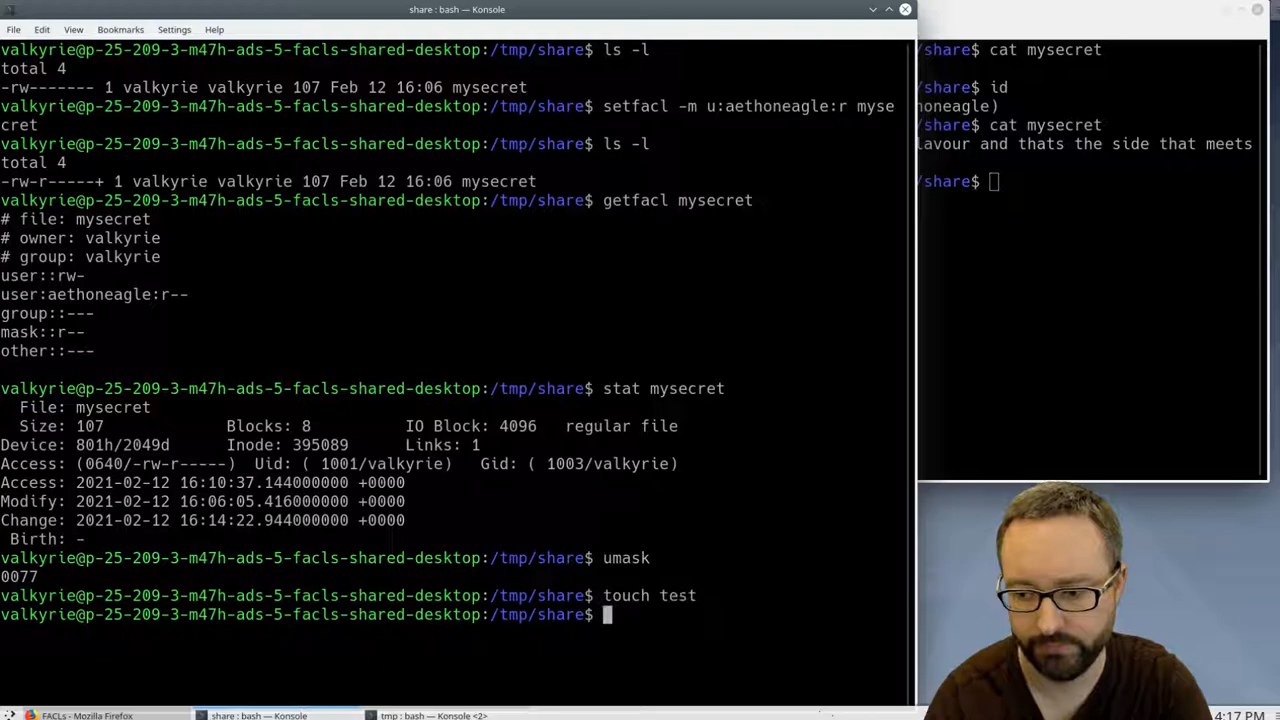 share : bash — Konsole
File Edit View Bookmarks Settings Help
valkyrie@p-25-209-3-m47h-ads-5-facls-shared-desktop:/tmp/share$ ls -l
total 4
-rw------- 1 valkyrie valkyrie 107 Feb 12 16:06 mysecret
valkyrie@p-25-209-3-m47h-ads-5-facls-shared-desktop:/tmp/share$ setfacl -m u:aethoneagle:r myse
cret
valkyrie@p-25-209-3-m47h-ads-5-facls-shared-desktop:/tmp/share$ ls -l
total 4
-rw-r-----+ 1 valkyrie valkyrie 107 Feb 12 16:06 mysecret
valkyrie@p-25-209-3-m47h-ads-5-facls-shared-desktop:/tmp/share$ getfacl mysecret
# file: mysecret
# owner: valkyrie
# group: valkyrie
user::rw-
user:aethoneagle:r--
group::---
mask::r--
other::---
valkyrie@p-25-209-3-m47h-ads-5-facls-shared-desktop:/tmp/share$ stat mysecret
File: mysecret
Size: 107 Blocks: 8 IO Block: 4096 regular file
Device: 801h/2049d Inode: 395089 Links: 1
Access: (0640/-rw-r-----) Uid: ( 1001/valkyrie) Gid: ( 1003/valkyrie)
Access: 2021-02-12 16:10:37.144000000 +0000
Modify: 2021-02-12 16:06:05.416000000 +0000
Change: 2021-02-12 16:14:22.944000000 +0000
Birth: -
valkyrie@p-25-209-3-m47h-ads-5-facls-shared-desktop:/tmp/share$ umask
0077
valkyrie@p-25-209-3-m47h-ads-5-facls-shared-desktop:/tmp/share$ touch test
valkyrie@p-25-209-3-m47h-ads-5-facls-shared-desktop:/tmp/share$
/share$ cat mysecret
/share$ id
honeagle)
/share$ cat mysecret
lavour and thats the side that meets
/share$
FACLs - Mozilla Firefox
share : bash — Konsole
tmp : bash — Konsole <2>
4:17 PM